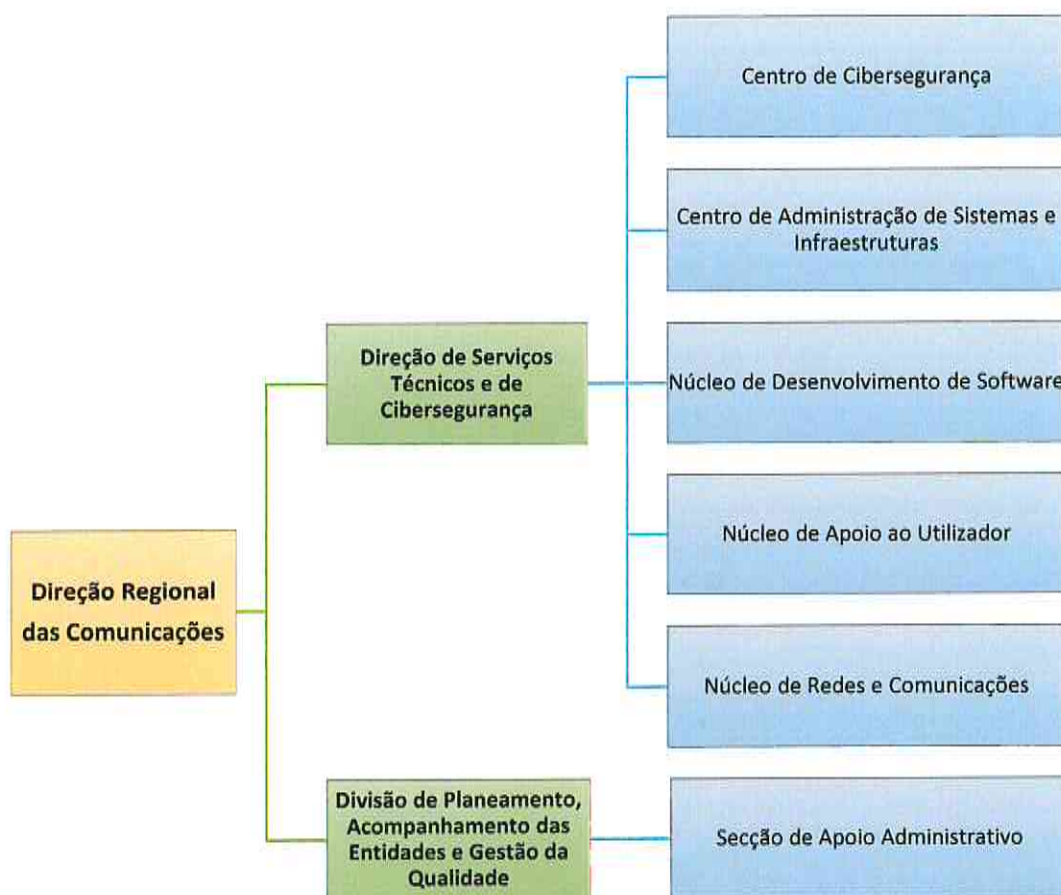 Centro de Cibersegurança
Centro de Administração de Sistemas e
Infraestruturas
Direção de Serviços
Técnicos e de
Cibersegurança
Núcleo de Desenvolvimento de Software
Núcleo de Apoio ao Utilizador
Direção Regional
das Comunicações
Núcleo de Redes e Comunicações
Divisão de Planeamento,
Acompanhamento das
Entidades e Gestão da
Qualidade
Secção de Apoio Administrativo